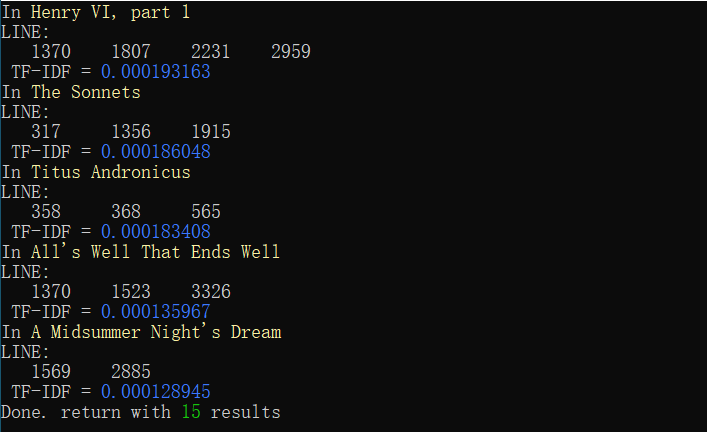 In Henry VI, part 1
LINE:
1370 1807 2231 2959
TF-IDF = 0.000193163
In The Sonnets
LINE:
317 1356 1915
TF-IDF = 0.000186048
In Titus Andronicus
LINE:
358 368 565
TF-IDF = 0.000183408
In All's Well That Ends Well
LINE:
1370 1523 3326
TF-IDF = 0.000135967
In A Midsummer Night's Dream
LINE:
1569 2885
TF-IDF = 0.000128945
Done. return with 15 results